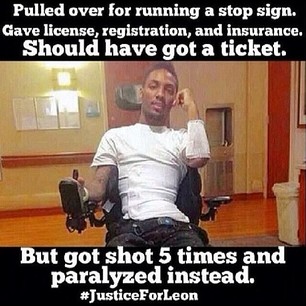 Pulled over for running a stop sign.
Gave license, registration, and insurance.
Should have got a ticket.
But got shot 5 times and
paralyzed instead.
#JusticeForLeon